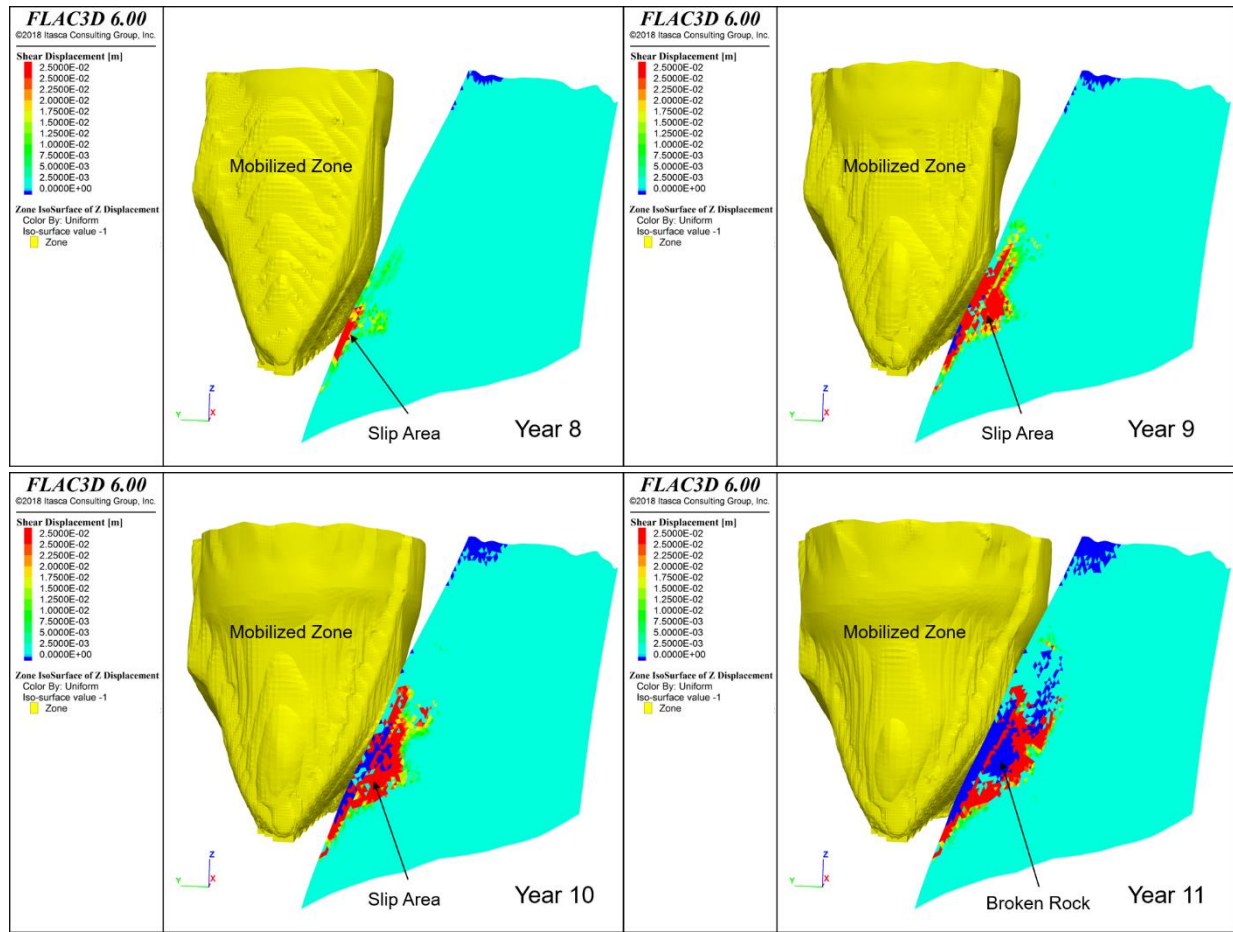 FLAC3D 6.00
©2018 Itasca Consulting Group, Inc.
Shear Displacement [m]
2.5000E-02
2.5000E-02
2.2500E-02
2.0000E-02
1.7500E-02
1.5000E-02
1.2500E-02
1.0000E-02
7.5000E-03
5.0000E-03
2.5000E-03
0.0000E+00
Zone IsoSurface of Z Displacement
Color By: Uniform
Iso-surface value -1
Zone
Mobilized Zone
Z
Y
X
Slip Area
Year 8
FLAC3D 6.00
©2018 Itasca Consulting Group, Inc.
Shear Displacement [m]
2.5000E-02
2.5000E-02
2.2500E-02
2.0000E-02
1.7500E-02
1.5000E-02
1.2500E-02
1.0000E-02
7.5000E-03
5.0000E-03
2.5000E-03
0.0000E+00
Zone IsoSurface of Z Displacement
Color By: Uniform
Iso-surface value -1
Zone
Mobilized Zone
Z
Y
X
Slip Area
Year 9
FLAC3D 6.00
©2018 Itasca Consulting Group, Inc.
Shear Displacement [m]
2.5000E-02
2.5000E-02
2.2500E-02
2.0000E-02
1.7500E-02
1.5000E-02
1.2500E-02
1.0000E-02
7.5000E-03
5.0000E-03
2.5000E-03
0.0000E+00
Zone IsoSurface of Z Displacement
Color By: Uniform
Iso-surface value -1
Zone
Mobilized Zone
Z
Y
X
Slip Area
Year 10
FLAC3D 6.00
©2018 Itasca Consulting Group, Inc.
Shear Displacement [m]
2.5000E-02
2.5000E-02
2.2500E-02
2.0000E-02
1.7500E-02
1.5000E-02
1.2500E-02
1.0000E-02
7.5000E-03
5.0000E-03
2.5000E-03
0.0000E+00
Zone IsoSurface of Z Displacement
Color By: Uniform
Iso-surface value -1
Zone
Mobilized Zone
Z
Y
X
Broken Rock
Year 11